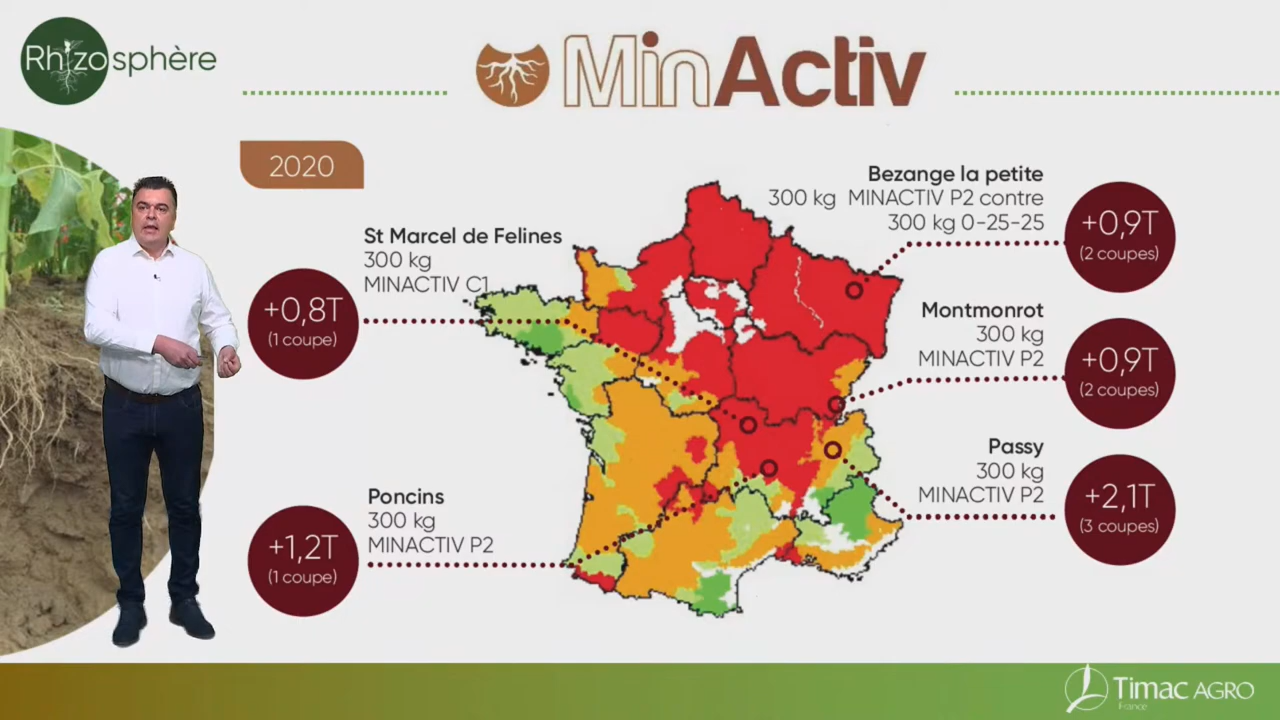 Rhizosphère
MinActiv
2020
St Marcel de Felines
300 kg
MINACTIV C1
+0,8T
(1 coupe)
Poncins
300 kg
MINACTIV P2
+1,2T
(1 coupe)
Bezange la petite
300 kg MINACTIV P2 contre
300 kg 0-25-25
+0,9T
(2 coupes)
Montmonrot
300 kg
MINACTIV P2
+0,9T
(2 coupes)
Passy
300 kg
MINACTIV P2
+2,1T
(3 coupes)
Timac AGRO
France